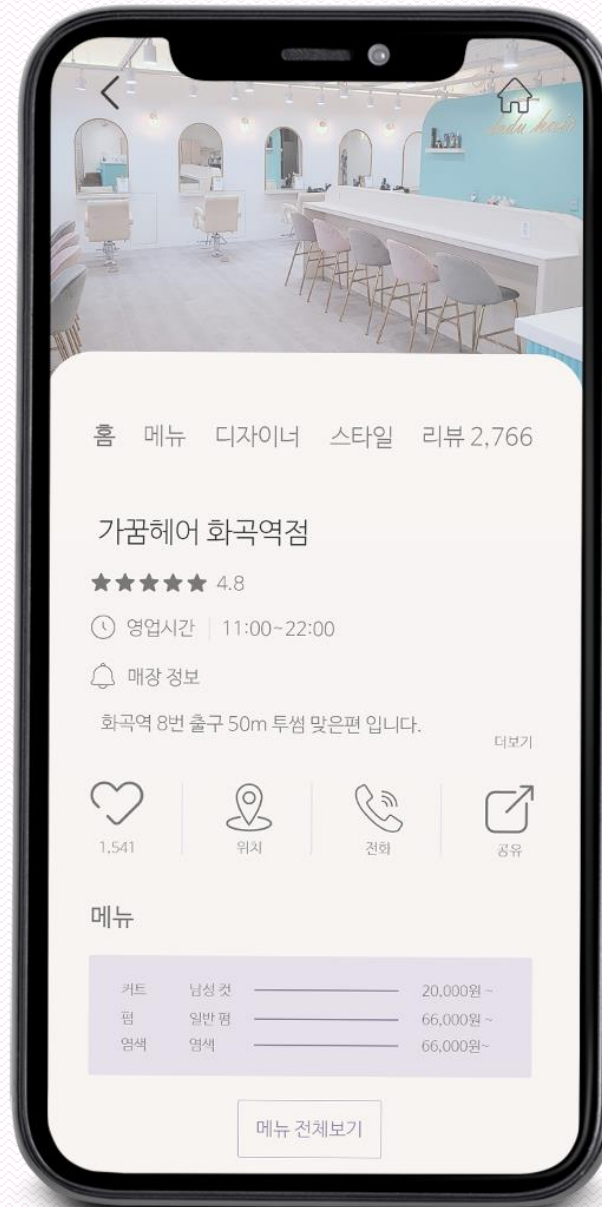 dudu hair
홈 메뉴 디자이너 스타일 리뷰 2,766
가꿈헤어 화곡역점
★★★★★ 4.8
영업시간 | 11:00~22:00
매장 정보
화곡역 8번 출구 50m 투썸 맞은편 입니다.
더보기
1,541 위치 전화 공유
메뉴
커트 남성 컷 20,000원 ~
펌 일반 펌 66,000원 ~
염색 염색 66,000원~
메뉴 전체보기